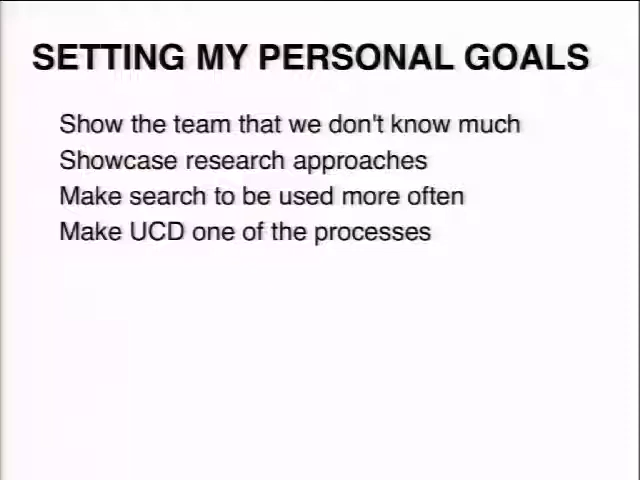 SETTING MY PERSONAL GOALS
Show the team that we don't know much
Showcase research approaches
Make search to be used more often
Make UCD one of the processes